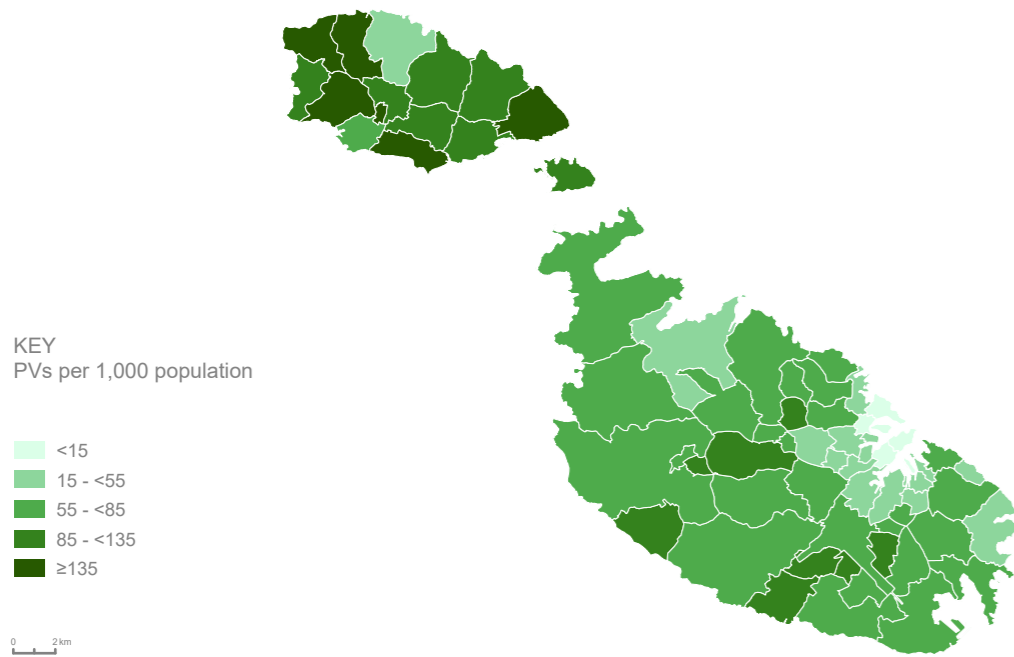 KEY
PVs per 1,000 population
<15
15 - <55
55 - <85
85 - <135
≥135
0 2 km